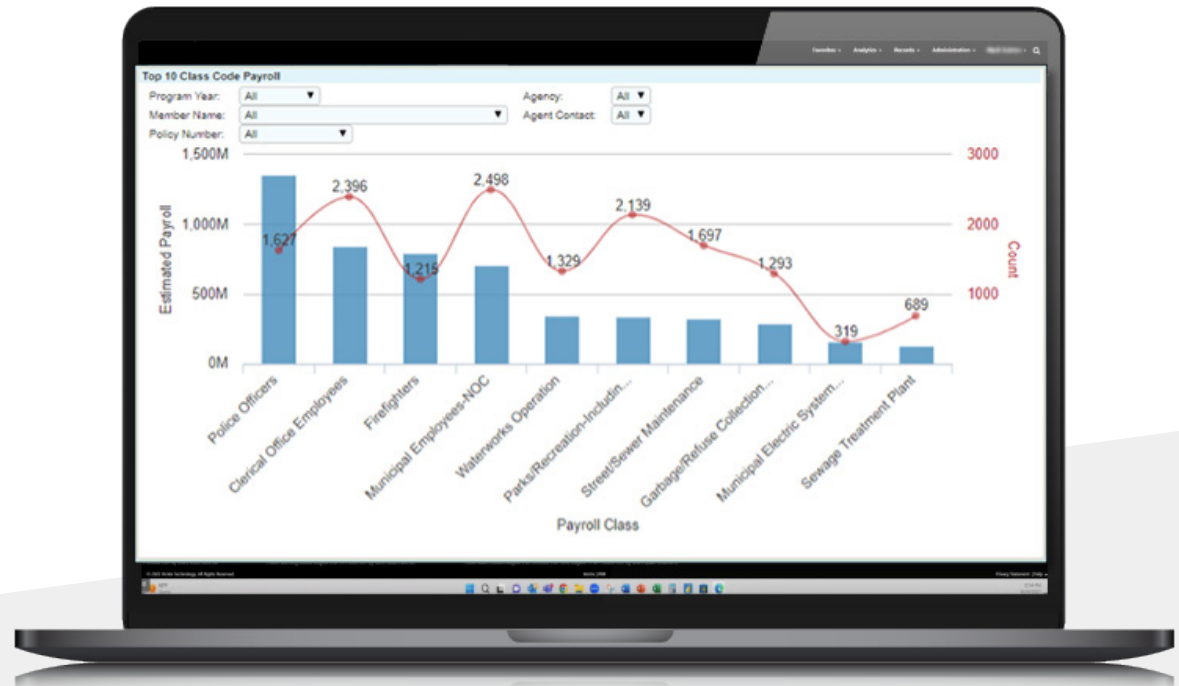 Favorites Analytics Records Administration
Top 10 Class Code Payroll
Program Year: All Agency: All
Member Name: All Agent Contact: All
Policy Number: All
1,500M 3000
1,000M 2000
500M 1000
0M
Estimated Payroll
Count
1,627
2,396
1,215
2,498
1,329
2,139
1,697
1,293
319
689
Police Officers
Clerical Office Employees
Firefighters
Municipal Employees-NOC
Waterworks Operation
Parks/Recreation-Includin...
Street/Sewer Maintenance
Garbage/Refuse Collection...
Municipal Electric System...
Sewage Treatment Plant
Payroll Class